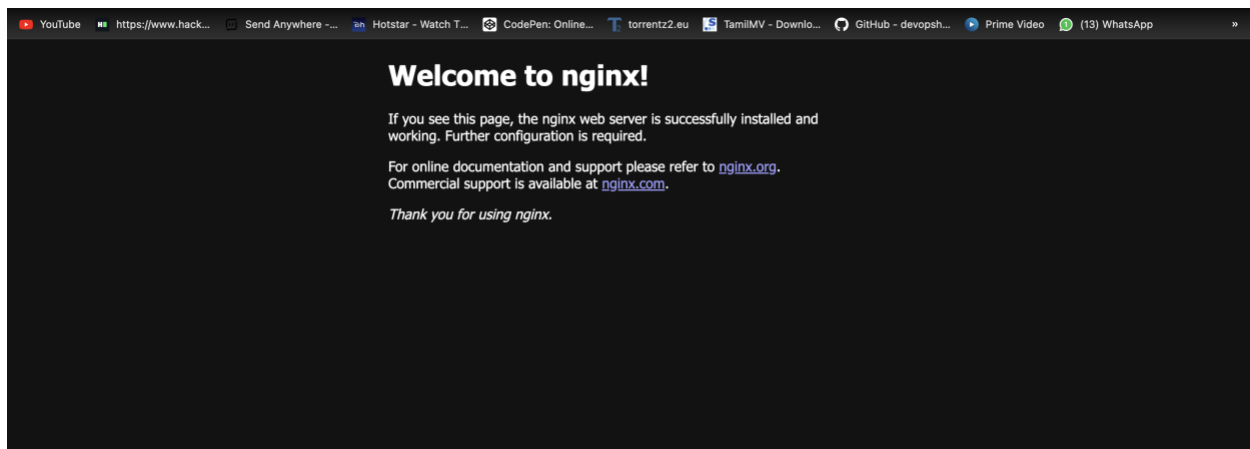 YouTube https://www.hack... Send Anywhere -... Hotstar - Watch T... CodePen: Online... torrentz2.eu TamilMV - Downlo... GitHub - devopsh... Prime Video (13) WhatsApp »
Welcome to nginx!
If you see this page, the nginx web server is successfully installed and
working. Further configuration is required.
For online documentation and support please refer to nginx.org.
Commercial support is available at nginx.com.
Thank you for using nginx.